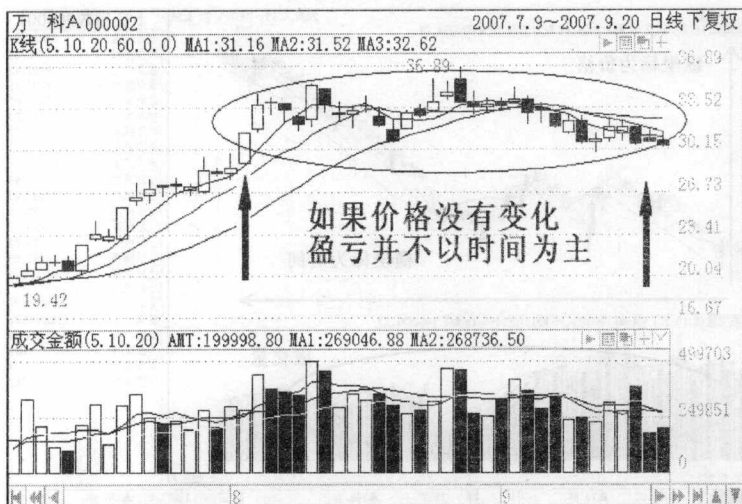 万 科A 000002 2007.7.9～2007.9.20 日线下复权
K线(5.10.20.60.0.0) MA1:31.16 MA2:31.52 MA3:32.62
36.89
36.89
33.52
30.15
26.73
23.41
20.04
16.67
如果价格没有变化
盈亏并不以时间为主
19.42
成交金额(5.10.20) AMT:199998.80 MA1:269046.88 MA2:268736.50
499703
249851
0
8
9